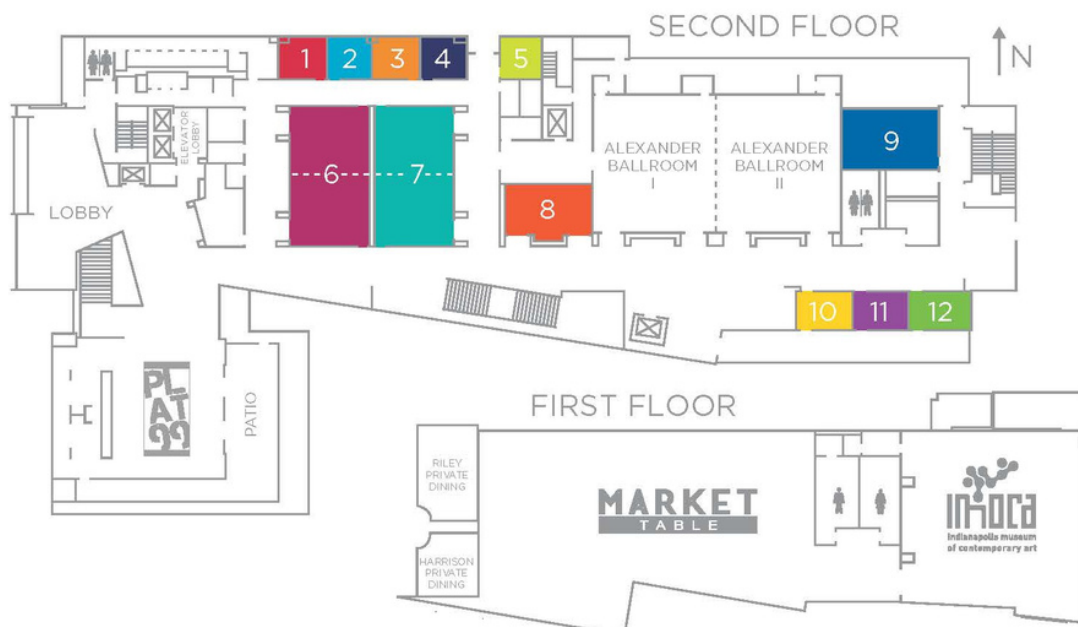 SECOND FLOOR
N
1
2
3
4
5
6
7
8
9
10
11
12
ELEVATOR
LOBBY
LOBBY
ALEXANDER
BALLROOM
I
ALEXANDER
BALLROOM
II
PL
AT
99
PATIO
FIRST FLOOR
RILEY
PRIVATE
DINING
HARRISON
PRIVATE
DINING
MARKET
TABLE
imoca
indianapolis museum
of contemporary art